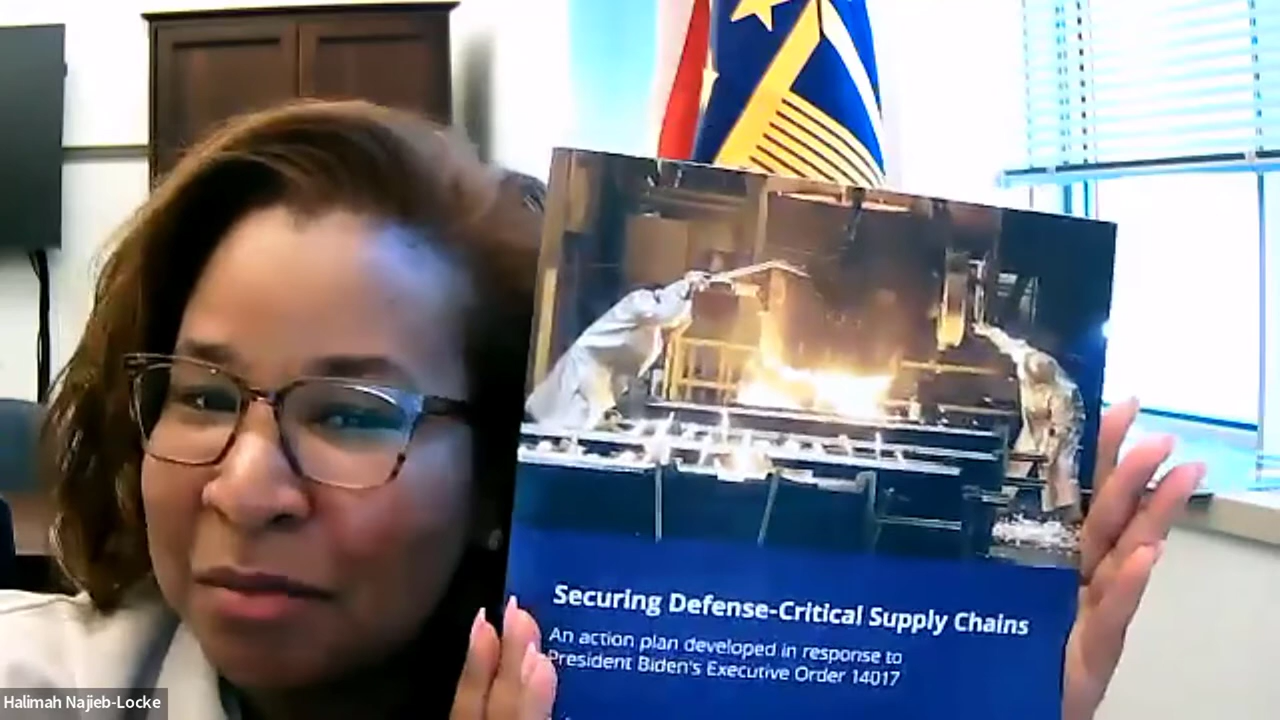 Securing Defense-Critical Supply Chains
An action plan developed in response to
President Biden's Executive Order 14017
Halimah Najieb-Locke